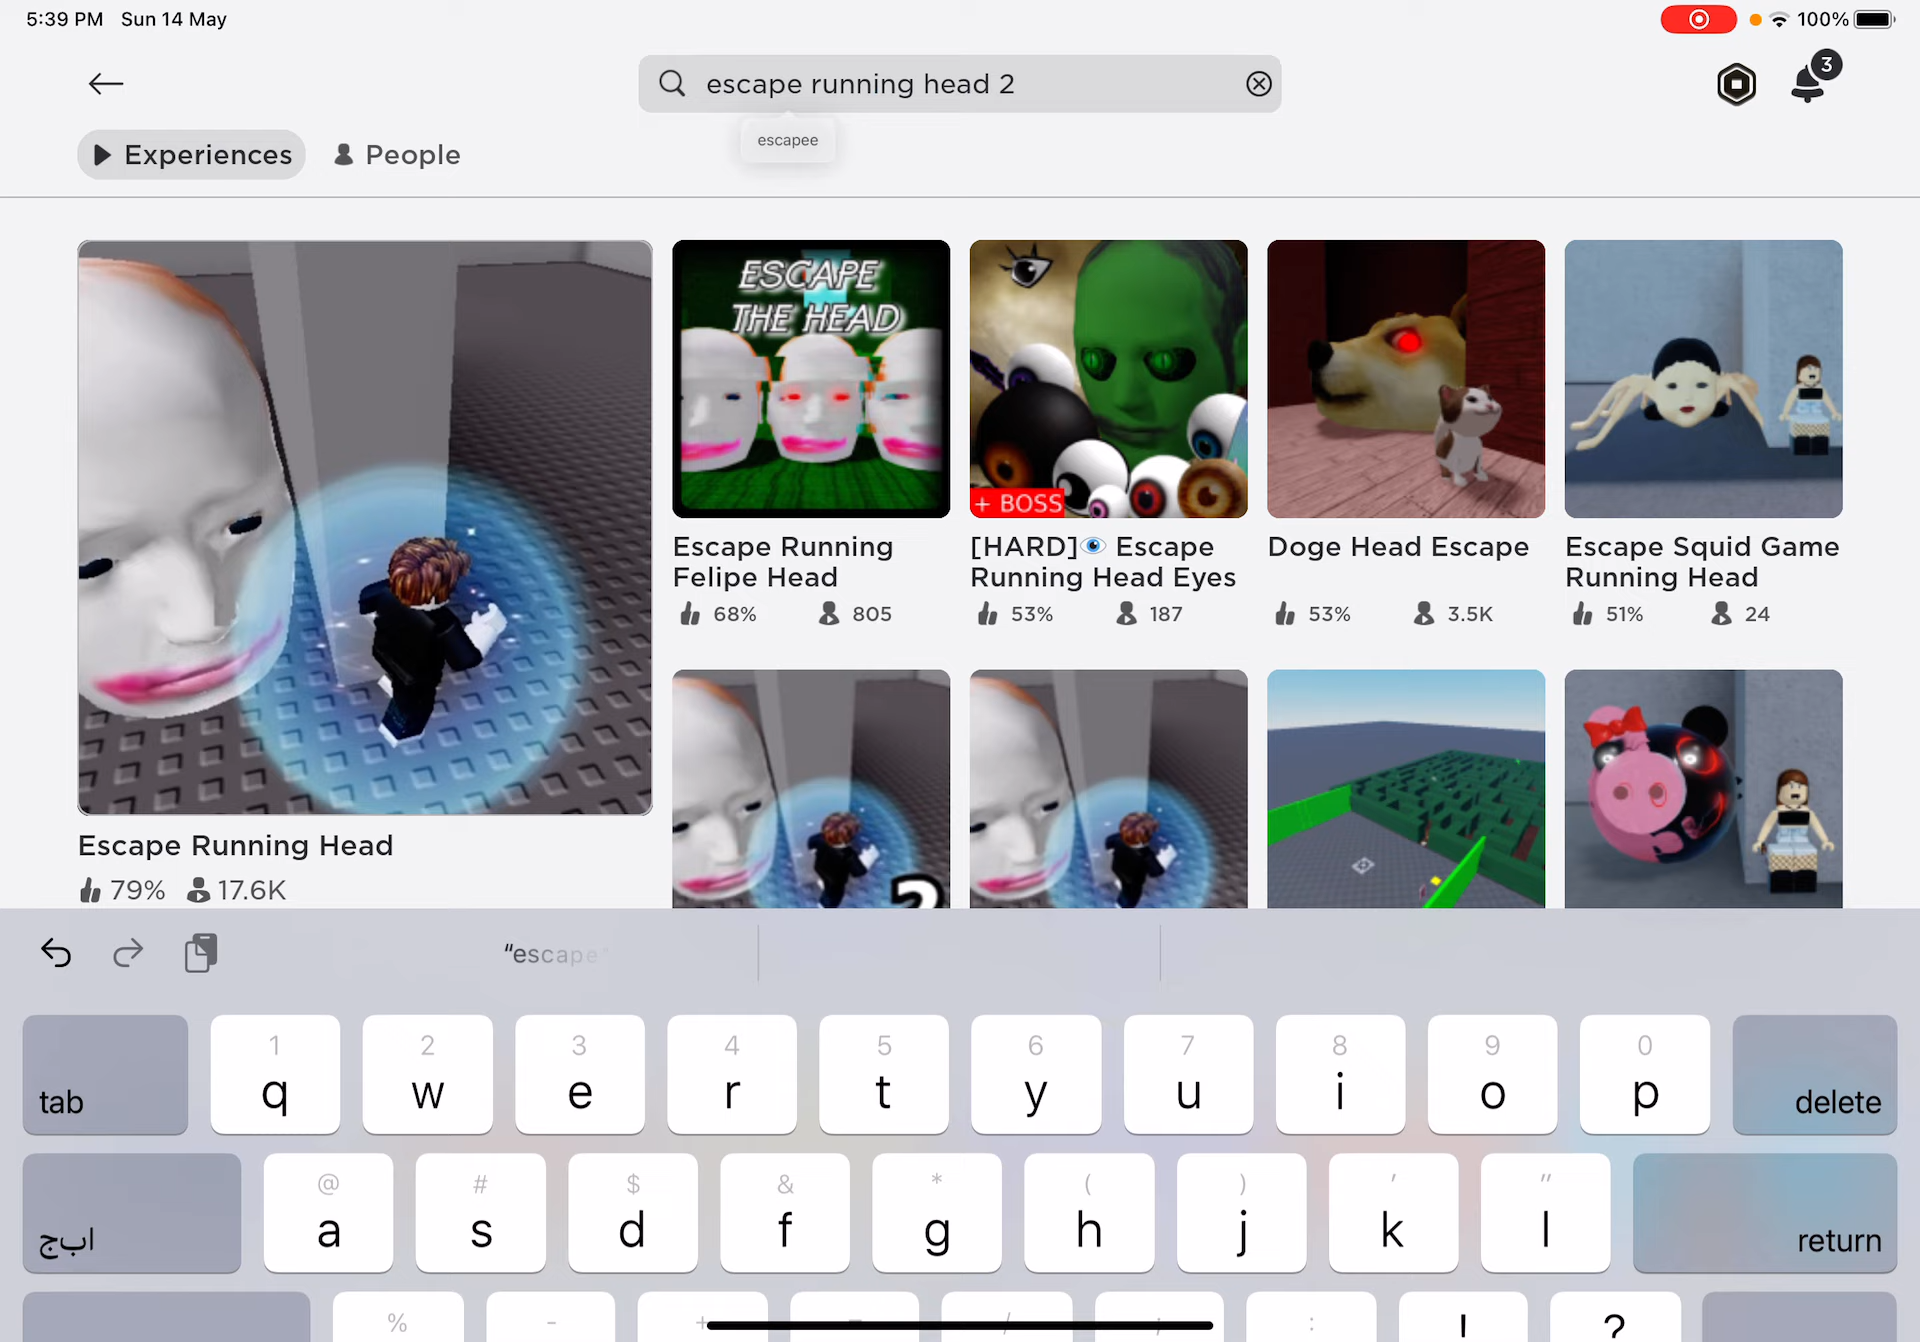 5:39 PM Sun 14 May
100%
escape running head 2
3
escapee
Experiences
People
ESCAPE
THE HEAD
+ BOSS
Escape Running
Felipe Head
68% 805
[HARD]👁 Escape
Running Head Eyes
53% 187
Doge Head Escape
53% 3.5K
Escape Squid Game
Running Head
51% 24
2
Escape Running Head
79% 17.6K
"escape"
tab
1 2 3 4 5 6 7 8 9 0
q w e r t y u i o p
delete
@ # $ & * ( ) ' "
ابج
a s d f g h j k l
return
% - + = / ; : ! ?